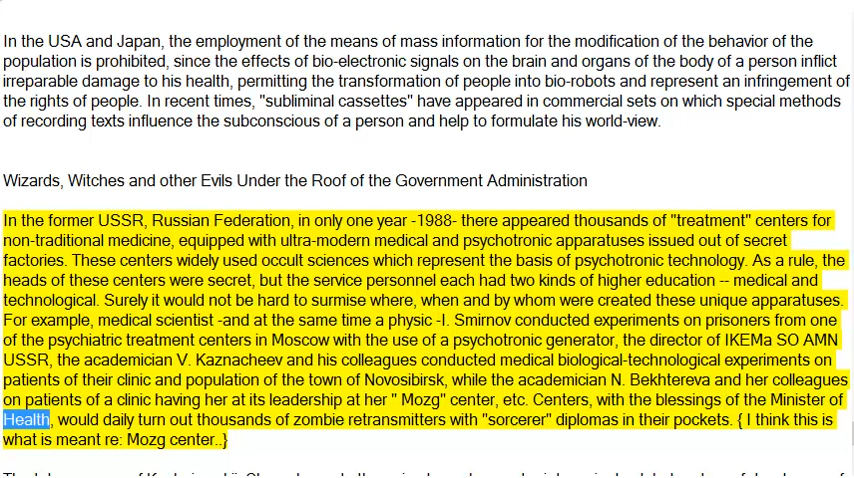 In the USA and Japan, the employment of the means of mass information for the modification of the behavior of the
population is prohibited, since the effects of bio-electronic signals on the brain and organs of the body of a person inflict
irreparable damage to his health, permitting the transformation of people into bio-robots and represent an infringement of
the rights of people. In recent times, "subliminal cassettes" have appeared in commercial sets on which special methods
of recording texts influence the subconscious of a person and help to formulate his world-view.
Wizards, Witches and other Evils Under the Roof of the Government Administration
In the former USSR, Russian Federation, in only one year -1988- there appeared thousands of "treatment" centers for
non-traditional medicine, equipped with ultra-modern medical and psychotronic apparatuses issued out of secret
factories. These centers widely used occult sciences which represent the basis of psychotronic technology. As a rule, the
heads of these centers were secret, but the service personnel each had two kinds of higher education -- medical and
technological. Surely it would not be hard to surmise where, when and by whom were created these unique apparatuses.
For example, medical scientist -and at the same time a physic -I. Smirnov conducted experiments on prisoners from one
of the psychiatric treatment centers in Moscow with the use of a psychotronic generator, the director of IKEMa SO AMN
USSR, the academician V. Kaznacheev and his colleagues conducted medical biological-technological experiments on
patients of their clinic and population of the town of Novosibirsk, while the academician N. Bekhtereva and her colleagues
on patients of a clinic having her at its leadership at her " Mozg" center, etc. Centers, with the blessings of the Minister of
Health, would daily turn out thousands of zombie retransmitters with "sorcerer" diplomas in their pockets. { I think this is
what is meant re: Mozg center..}